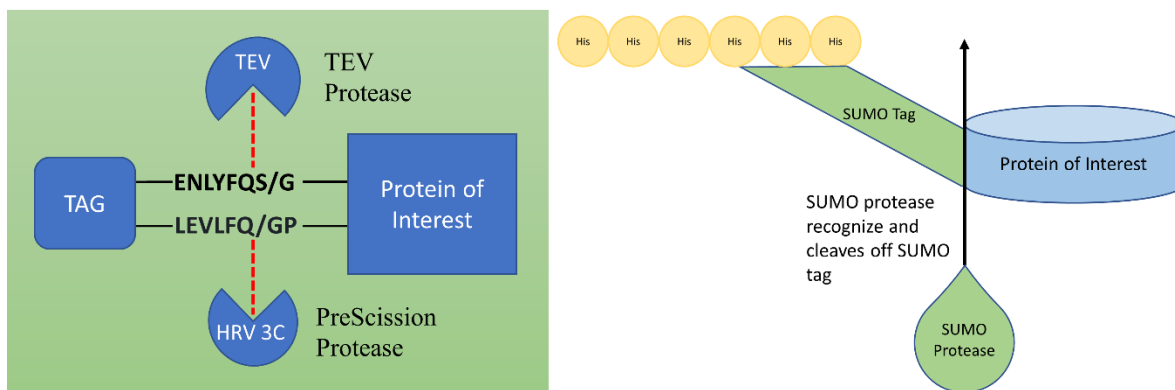 TEV
TEV
Protease
TAG
ENLYFQS/G
LEVLFQ/GP
Protein of
Interest
HRV 3C
PreScission
Protease
His His His His His His
SUMO Tag
Protein of Interest
SUMO protease
recognize and
cleaves off SUMO
tag
SUMO
Protease